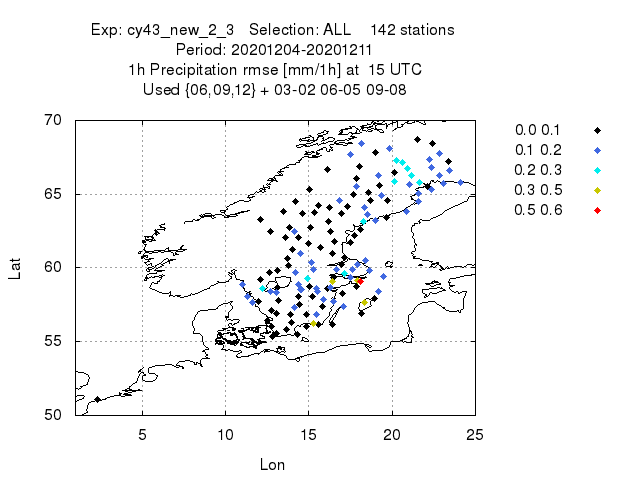 Exp: cy43_new_2_3   Selection: ALL    142 stations
Period: 20201204-20201211
1h Precipitation rmse [mm/1h] at  15 UTC
Used {06,09,12} + 03-02 06-05 09-08
70
65
60
55
50
Lat
5
10
15
20
25
Lon
0.0 0.1
0.1 0.2
0.2 0.3
0.3 0.5
0.5 0.6